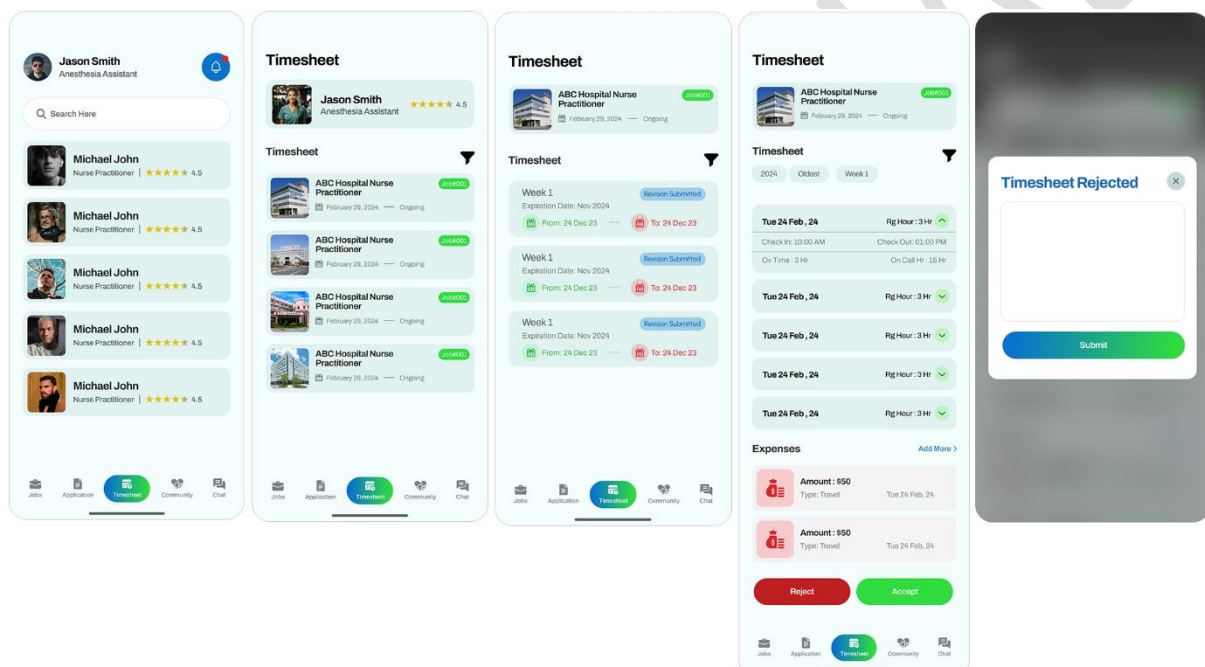 Jason Smith
Anesthesia Assistant
Search Here
Michael John
Nurse Practitioner | ★★★★★ 4.5
Michael John
Nurse Practitioner | ★★★★★ 4.5
Michael John
Nurse Practitioner | ★★★★★ 4.5
Michael John
Nurse Practitioner | ★★★★★ 4.5
Michael John
Nurse Practitioner | ★★★★★ 4.5
Jobs Application Timesheet Community Chat
Timesheet
Jason Smith
Anesthesia Assistant
★★★★★ 4.5
Timesheet
ABC Hospital Nurse
Practitioner
Job#001
February 29, 2024 — Ongoing
ABC Hospital Nurse
Practitioner
Job#001
February 29, 2024 — Ongoing
ABC Hospital Nurse
Practitioner
Job#001
February 29, 2024 — Ongoing
ABC Hospital Nurse
Practitioner
Job#001
February 29, 2024 — Ongoing
Jobs Application Timesheet Community Chat
Timesheet
ABC Hospital Nurse
Practitioner
Job#001
February 29, 2024 — Ongoing
Timesheet
Week 1
Revision Submitted
Expiration Date: Nov 2024
From: 24 Dec 23 — To: 24 Dec 23
Week 1
Revision Submitted
Expiration Date: Nov 2024
From: 24 Dec 23 — To: 24 Dec 23
Week 1
Revision Submitted
Expiration Date: Nov 2024
From: 24 Dec 23 — To: 24 Dec 23
Jobs Application Timesheet Community Chat
Timesheet
ABC Hospital Nurse
Practitioner
Job#001
February 29, 2024 — Ongoing
Timesheet
2024 Oldest Week 1
Tue 24 Feb , 24 Rg Hour : 3 Hr
Check In: 10:00 AM Check Out: 01:00 PM
Ov Time : 3 Hr On Call Hr : 15 Hr
Tue 24 Feb , 24 Rg Hour : 3 Hr
Tue 24 Feb , 24 Rg Hour : 3 Hr
Tue 24 Feb , 24 Rg Hour : 3 Hr
Tue 24 Feb , 24 Rg Hour : 3 Hr
Expenses Add More >
Amount : $50
Type: Travel Tue 24 Feb, 24
Amount : $50
Type: Travel Tue 24 Feb, 24
Reject Accept
Jobs Application Timesheet Community Chat
Timesheet Rejected
Submit